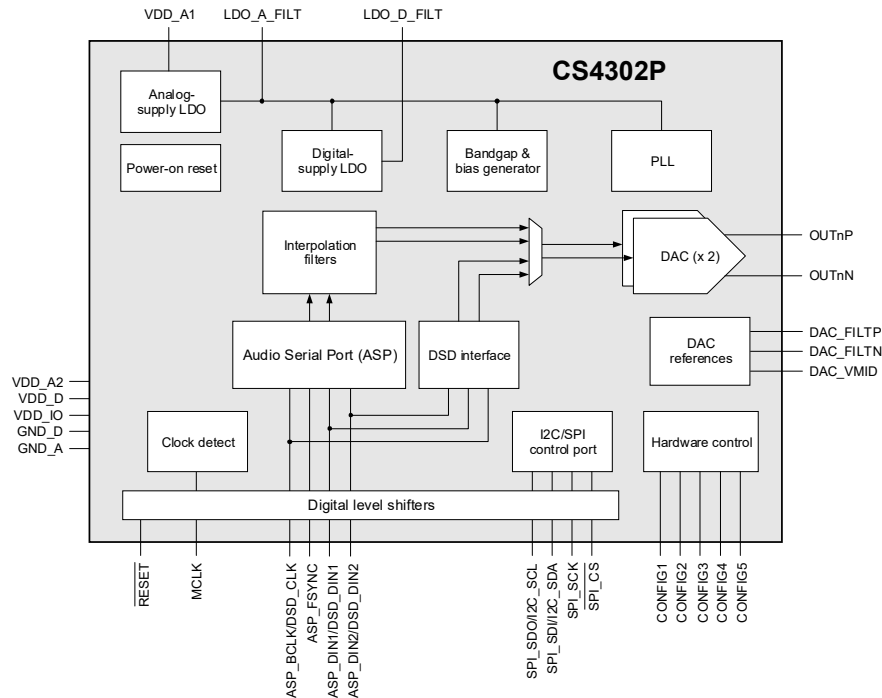 VDD_A1
LDO_A_FILT
LDO_D_FILT
CS4302P
Analog-
supply LDO
Power-on reset
Digital-
supply LDO
Bandgap &
bias generator
PLL
Interpolation
filters
DAC (x 2)
OUTnP
OUTnN
Audio Serial Port (ASP)
DSD interface
DAC
references
DAC_FILTP
DAC_FILTN
DAC_VMID
VDD_A2
VDD_D
VDD_IO
GND_D
GND_A
Clock detect
I2C/SPI
control port
Hardware control
Digital level shifters
RESET
MCLK
ASP_BCLK/DSD_CLK
ASP_FSYNC
ASP_DIN1/DSD_DIN1
ASP_DIN2/DSD_DIN2
SPI_SDO/I2C_SCL
SPI_SDI/I2C_SDA
SPI_SCK
SPI_CS
CONFIG1
CONFIG2
CONFIG3
CONFIG4
CONFIG5